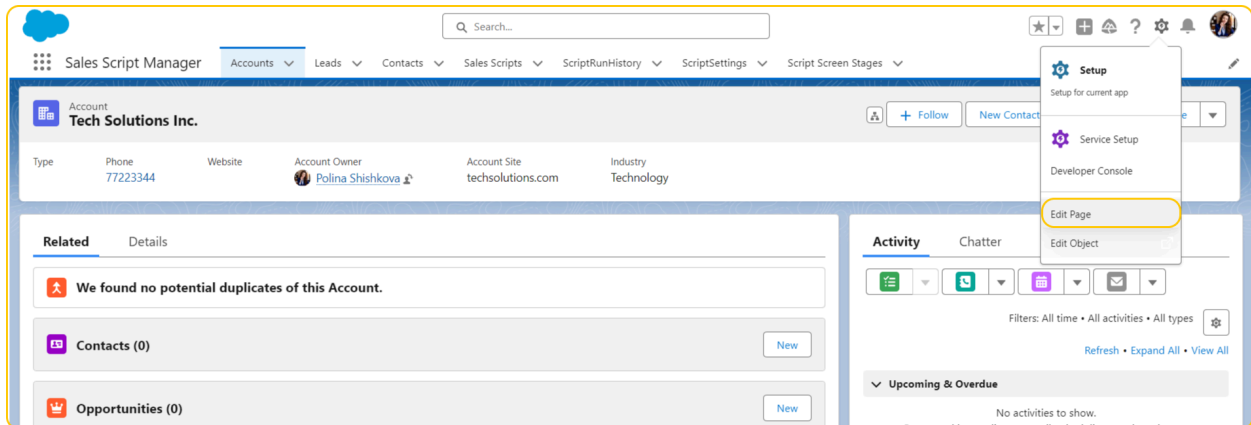 Search...
Sales Script Manager
Accounts
Leads
Contacts
Sales Scripts
ScriptRunHistory
ScriptSettings
Script Screen Stages
Setup
Setup for current app
Service Setup
Developer Console
Edit Page
Edit Object
Account
Tech Solutions Inc.
+ Follow
New Contact
Type
Phone
Website
Account Owner
Account Site
Industry
77223344
Polina Shishkova
techsolutions.com
Technology
Related
Details
We found no potential duplicates of this Account.
Contacts (0)
New
Opportunities (0)
New
Activity
Chatter
Filters: All time • All activities • All types
Refresh • Expand All • View All
Upcoming & Overdue
No activities to show.